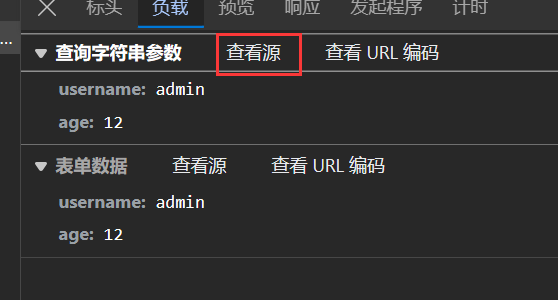 标头 负载 预览 响应 发起程序 计时
...
查询字符串参数 查看源 查看 URL 编码
username: admin
age: 12
表单数据 查看源 查看 URL 编码
username: admin
age: 12